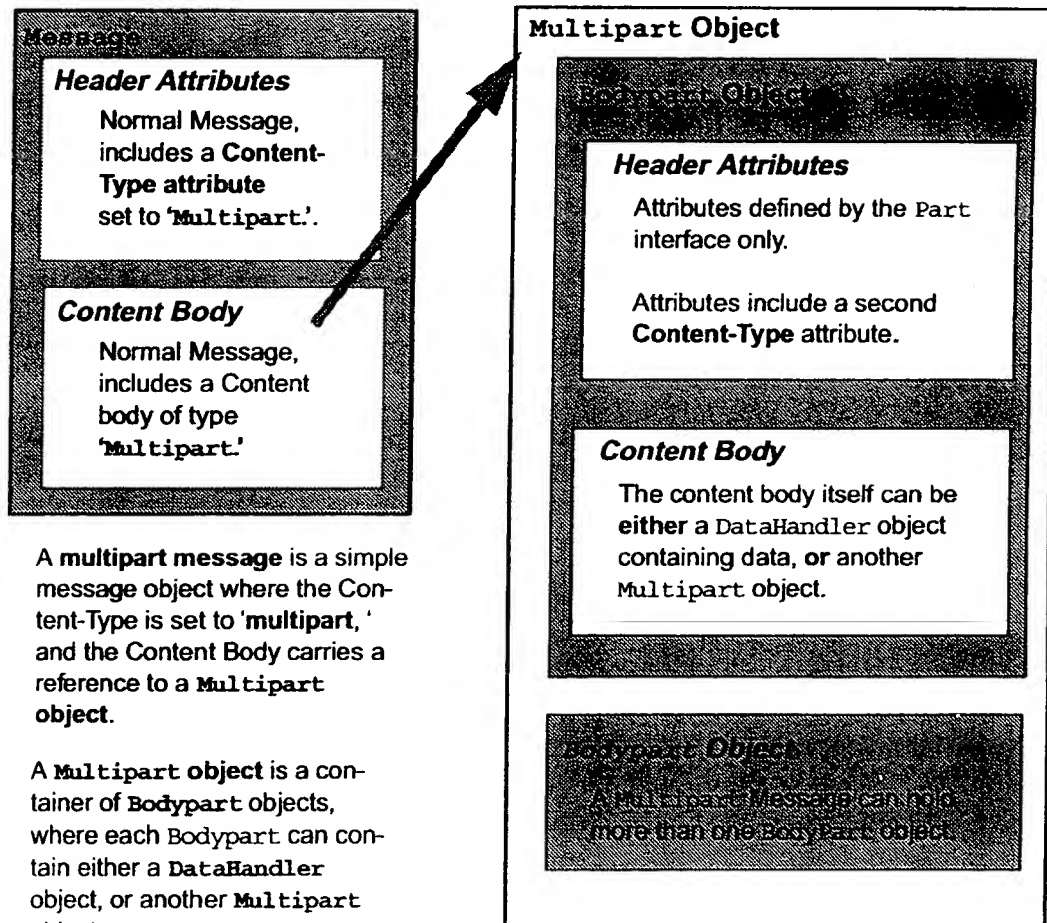 Message
Header Attributes
Normal Message,
includes a Content-
Type attribute
set to 'Multipart.'.
Content Body
Normal Message,
includes a Content
body of type
'Multipart.'
A multipart message is a simple
message object where the Con-
tent-Type is set to 'multipart, '
and the Content Body carries a
reference to a Multipart
object.
A Multipart object is a con-
tainer of Bodypart objects,
where each Bodypart can con-
tain either a DataHandler
object, or another Multipart
Multipart Object
Bodypart Object
Header Attributes
Attributes defined by the Part
interface only.
Attributes include a second
Content-Type attribute.
Content Body
The content body itself can be
either a DataHandler object
containing data, or another
Multipart object.
Bodypart Object
A Multipart Message can hold
more than one BodyPart object.